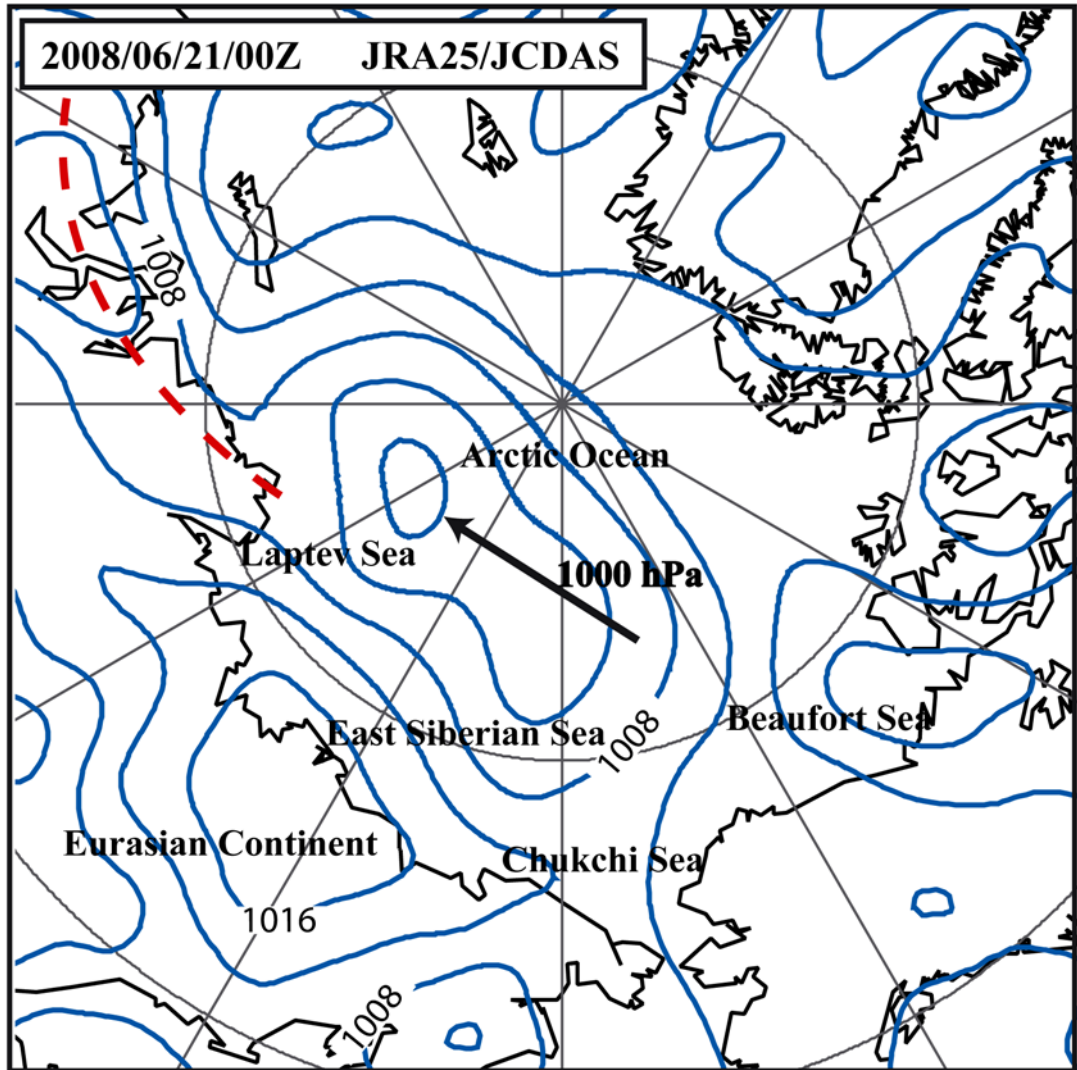 2008/06/21/00Z JRA25/JCDAS
1008
Arctic Ocean
Laptev Sea
1000 hPa
East Siberian Sea
1008
Beaufort Sea
Eurasian Continent
Chukchi Sea
1016
1008